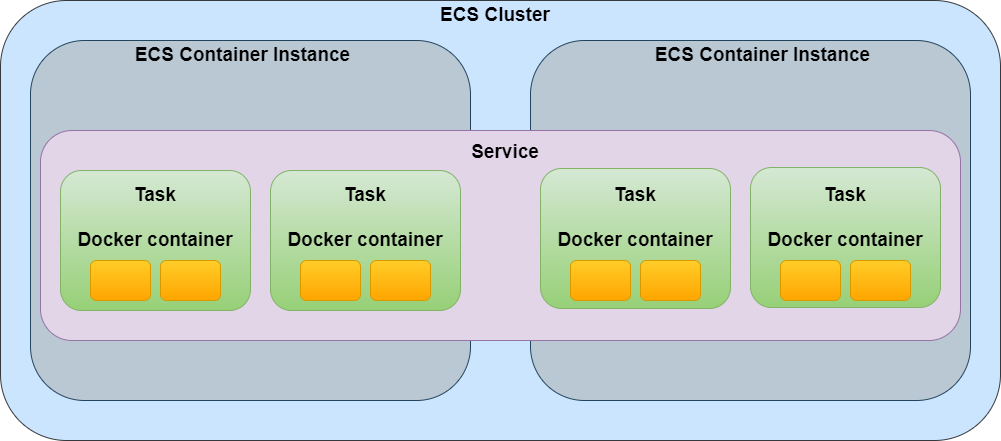 ECS Cluster
ECS Container Instance
ECS Container Instance
Service
Task
Docker container
Task
Docker container
Task
Docker container
Task
Docker container